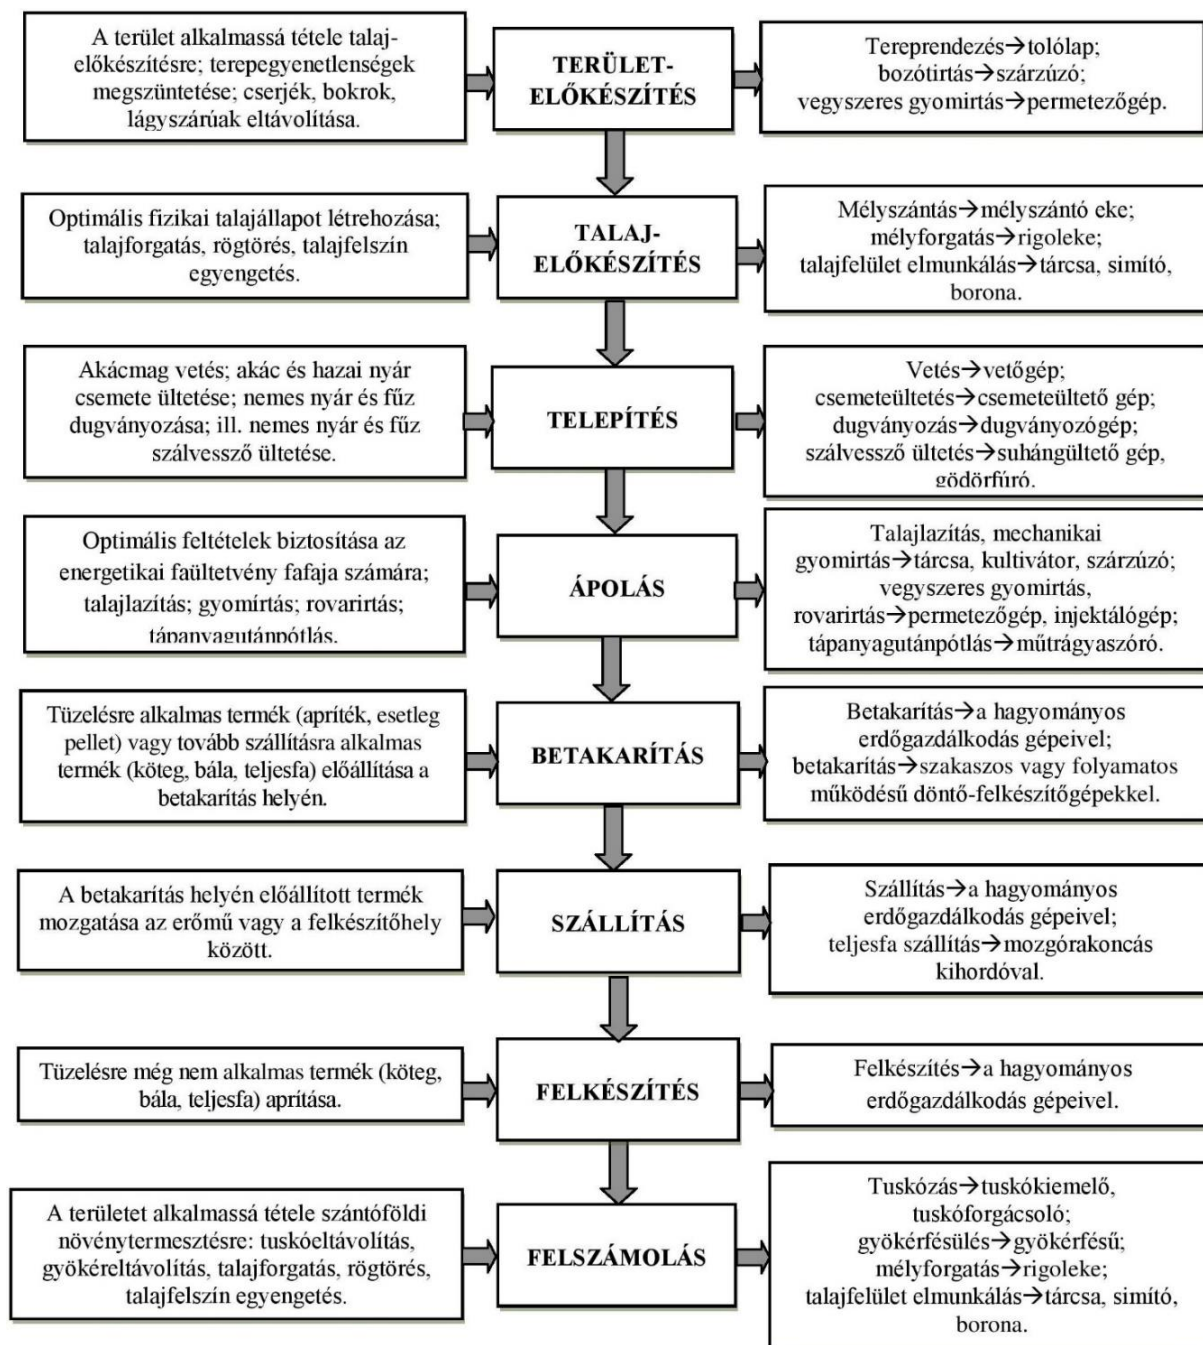 A terület alkalmassá tétele talaj-
előkészítésre; terepegyenetlenségek
megszüntetése; cserjék, bokrok,
lágyszárúak eltávolítása.
TERÜLET-
ELŐKÉSZÍTÉS
Tereprendezés→tolólap;
bozótirtás→szárzúzó;
vegyszeres gyomirtás→permetezőgép.
Optimális fizikai talajállapot létrehozása;
talajforgatás, rögtörés, talajfelszín
egyengetés.
TALAJ-
ELŐKÉSZÍTÉS
Mélyszántás→mélyszántó eke;
mélyforgatás→rigoleke;
talajfelület elmunkálás→tárcsa, simító,
borona.
Akácmag vetés; akác és hazai nyár
csemete ültetése; nemes nyár és fűz
dugványozása; ill. nemes nyár és fűz
szálvessző ültetése.
TELEPÍTÉS
Vetés→vetőgép;
csemeteültetés→csemeteültető gép;
dugványozás→dugványozógép;
szálvessző ültetés→suhángültető gép,
gödörfúró.
Optimális feltételek biztosítása az
energetikai faültetvény fafaja számára;
talajlazítás; gyomírtás; rovarirtás;
tápanyagutánpótlás.
ÁPOLÁS
Talajlazítás, mechanikai
gyomirtás→tárcsa, kultivátor, szárzúzó;
vegyszeres gyomirtás,
rovarirtás→permetezőgép, injektálógép;
tápanyagutánpótlás→műtrágyaszóró.
Tüzelésre alkalmas termék (apríték, esetleg
pellet) vagy tovább szállításra alkalmas
termék (köteg, bála, teljesfa) előállítása a
betakarítás helyén.
BETAKARÍTÁS
Betakarítás→a hagyományos
erdőgazdálkodás gépeivel;
betakarítás→szakaszos vagy folyamatos
működésű döntő-felkészítőgépekkel.
A betakarítás helyén előállított termék
mozgatása az erőmű vagy a felkészítőhely
között.
SZÁLLÍTÁS
Szállítás→a hagyományos
erdőgazdálkodás gépeivel;
teljesfa szállítás→mozgórakoncás
kihordóval.
Tüzelésre még nem alkalmas termék (köteg,
bála, teljesfa) aprítása.
FELKÉSZÍTÉS
Felkészítés→a hagyományos
erdőgazdálkodás gépeivel.
A területet alkalmassá tétele szántóföldi
növénytermesztésre: tuskóeltávolítás,
gyökéreltávolítás, talajforgatás, rögtörés,
talajfelszín egyengetés.
FELSZÁMOLÁS
Tuskózás→tuskókiemelő,
tuskóforgácsoló;
gyökérfésülés→gyökérfésű;
mélyforgatás→rigoleke;
talajfelület elmunkálás→tárcsa, simító,
borona.